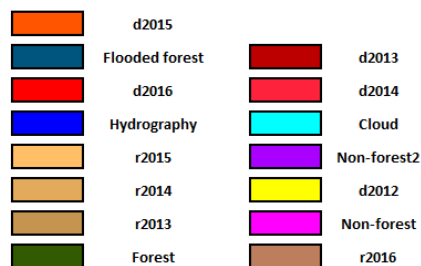 d2015
Flooded forest
d2013
d2016
d2014
Hydrography
Cloud
r2015
Non-forest2
r2014
d2012
r2013
Non-forest
Forest
r2016